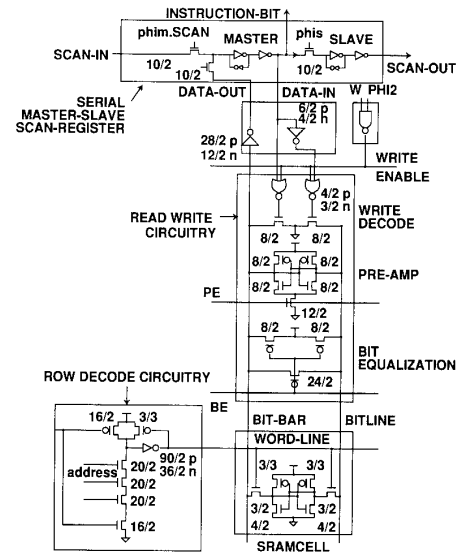 INSTRUCTION-BIT
phim.SCAN MASTER phis SLAVE
SCAN-IN
10/2 10/2 SCAN-OUT
10/2
DATA-OUT DATA-IN
SERIAL
MASTER-SLAVE
SCAN-REGISTER
6/2 p
4/2 n
W PHI2
28/2 p
12/2 n
WRITE
ENABLE
4/2 p
3/2 n
READ WRITE
CIRCUITRY
WRITE
DECODE
8/2 8/2
8/2 8/2
PRE-AMP
8/2 8/2
PE
12/2
8/2 8/2
BIT
EQUALIZATION
24/2
ROW DECODE CIRCUITRY
BE
16/2 3/3
BIT-BAR BITLINE
WORD-LINE
90/2 p
36/2 n
address 20/2
20/2
20/2
16/2
3/3 3/3
3/2 3/2
4/2 4/2
SRAMCELL